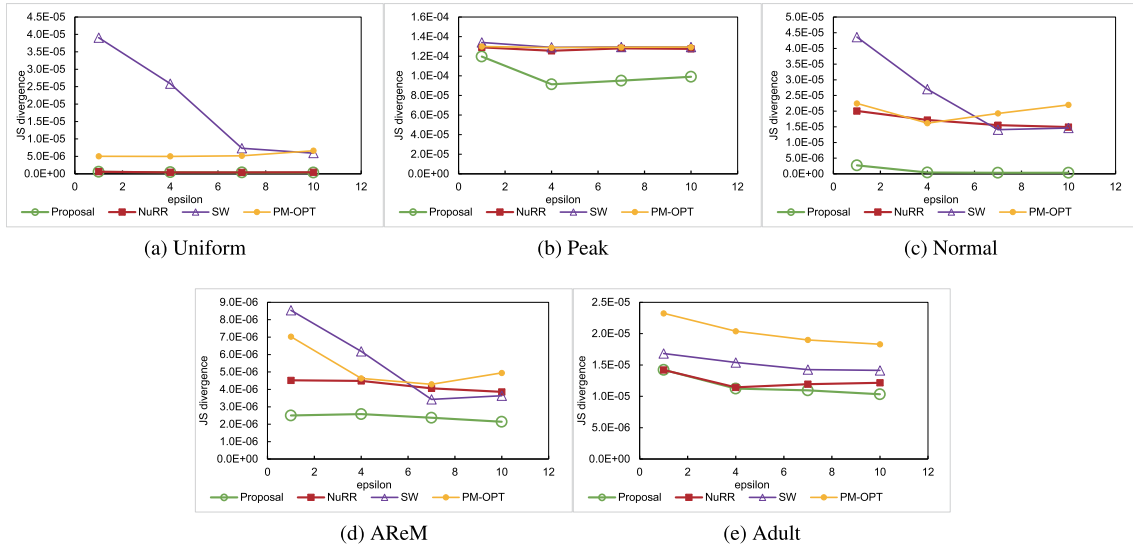 4.5E-05
4.0E-05
3.5E-05
3.0E-05
2.5E-05
2.0E-05
1.5E-05
1.0E-05
5.0E-06
0.0E+00
JS divergence
0 2 4 6 8 10 12
epsilon
Proposal NuRR SW PM-OPT
(a) Uniform
1.6E-04
1.4E-04
1.2E-04
1.0E-04
8.0E-05
6.0E-05
4.0E-05
2.0E-05
0.0E+00
JS divergence
0 2 4 6 8 10 12
epsilon
Proposal NuRR SW PM-OPT
(b) Peak
5.0E-05
4.5E-05
4.0E-05
3.5E-05
3.0E-05
2.5E-05
2.0E-05
1.5E-05
1.0E-05
5.0E-06
0.0E+00
JS divergence
0 2 4 6 8 10 12
epsilon
Proposal NuRR SW PM-OPT
(c) Normal
9.0E-06
8.0E-06
7.0E-06
6.0E-06
5.0E-06
4.0E-06
3.0E-06
2.0E-06
1.0E-06
0.0E+00
JS divergence
0 2 4 6 8 10 12
epsilon
Proposal NuRR SW PM-OPT
(d) AReM
2.5E-05
2.0E-05
1.5E-05
1.0E-05
5.0E-06
0.0E+00
JS divergence
0 2 4 6 8 10 12
epsilon
Proposal NuRR SW PM-OPT
(e) Adult